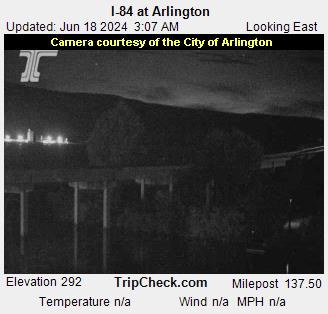 I-84 at Arlington
Updated: Jun 18 2024 3:07 AM Looking East
Camera courtesy of the City of Arlington
Elevation 292 TripCheck.com Milepost 137.50
Temperature n/a Wind n/a MPH n/a